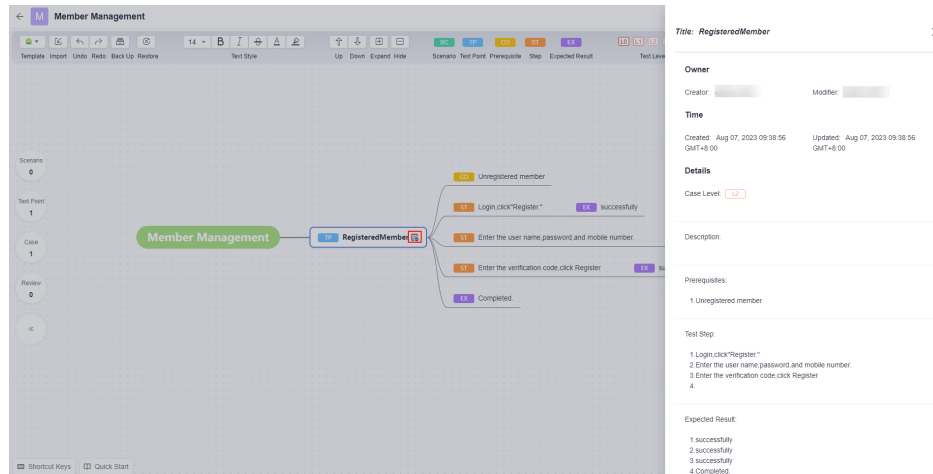 M Member Management
14
SC TP CO ST EX L0 L1
Template Import Undo Redo Back Up Restore Text Style Up Down Expand Hide Scenario Test Point Prerequisite Step Expected Result Test Leve
Scenario
0
Test Point
1
Case
1
Review
0
Member Management
TP RegisteredMember
CO Unregistered member
ST Login,click"Register." EX successfully
ST Enter the user name,password,and mobile number.
ST Enter the verification code,click Register EX su
EX Completed.
Shortcut Keys Quick Start
Title: RegisteredMember
Owner
Creator: Modifier:
Time
Created: Aug 07, 2023 09:38:56 Updated: Aug 07, 2023 09:38:56
GMT+8:00 GMT+8:00
Details
Case Level: L2
Description:
Prerequisites:
1.Unregistered member
Test Step:
1.Login,click"Register."
2.Enter the user name,password,and mobile number.
3.Enter the verification code,click Register
4.
Expected Result:
1.successfully
2.successfully
3.successfully
4.Completed.